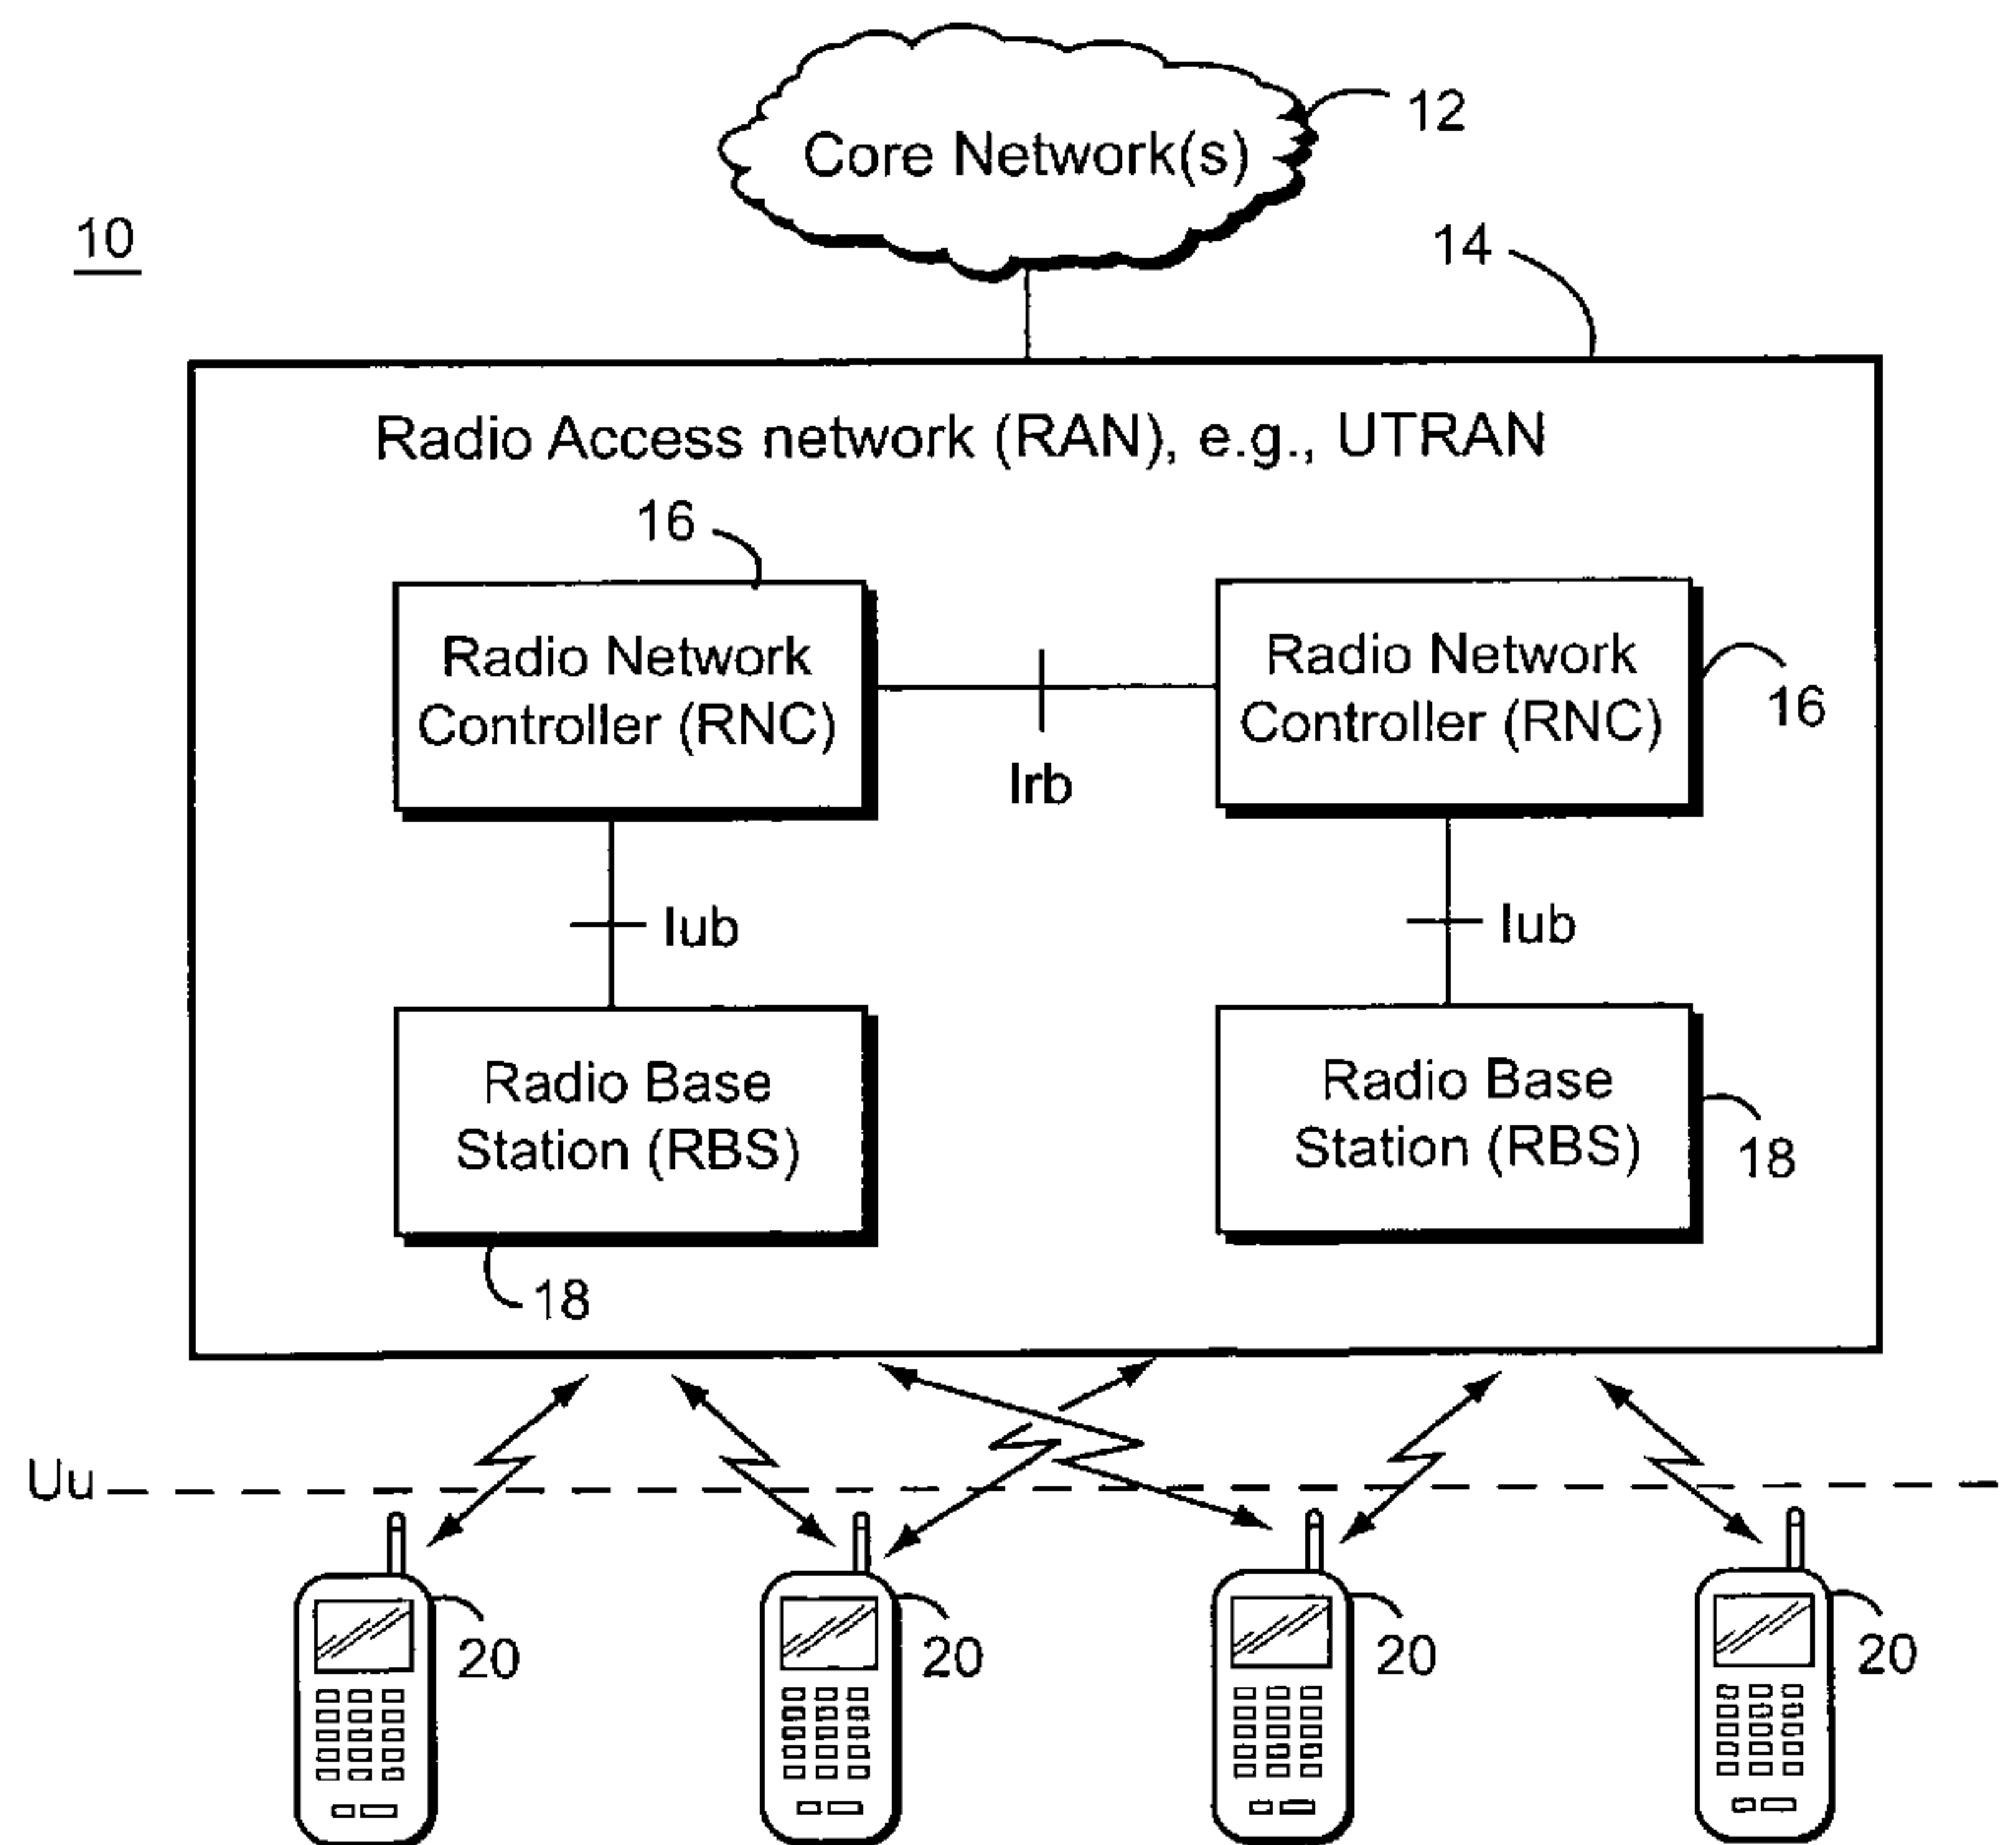 Core Network(s)
12
10
14
Radio Access network (RAN), e.g., UTRAN
16
Radio Network
Controller (RNC)
Radio Network
Controller (RNC)
16
Irb
Iub
Iub
Radio Base
Station (RBS)
Radio Base
Station (RBS)
18
18
Uu
20
20
20
20